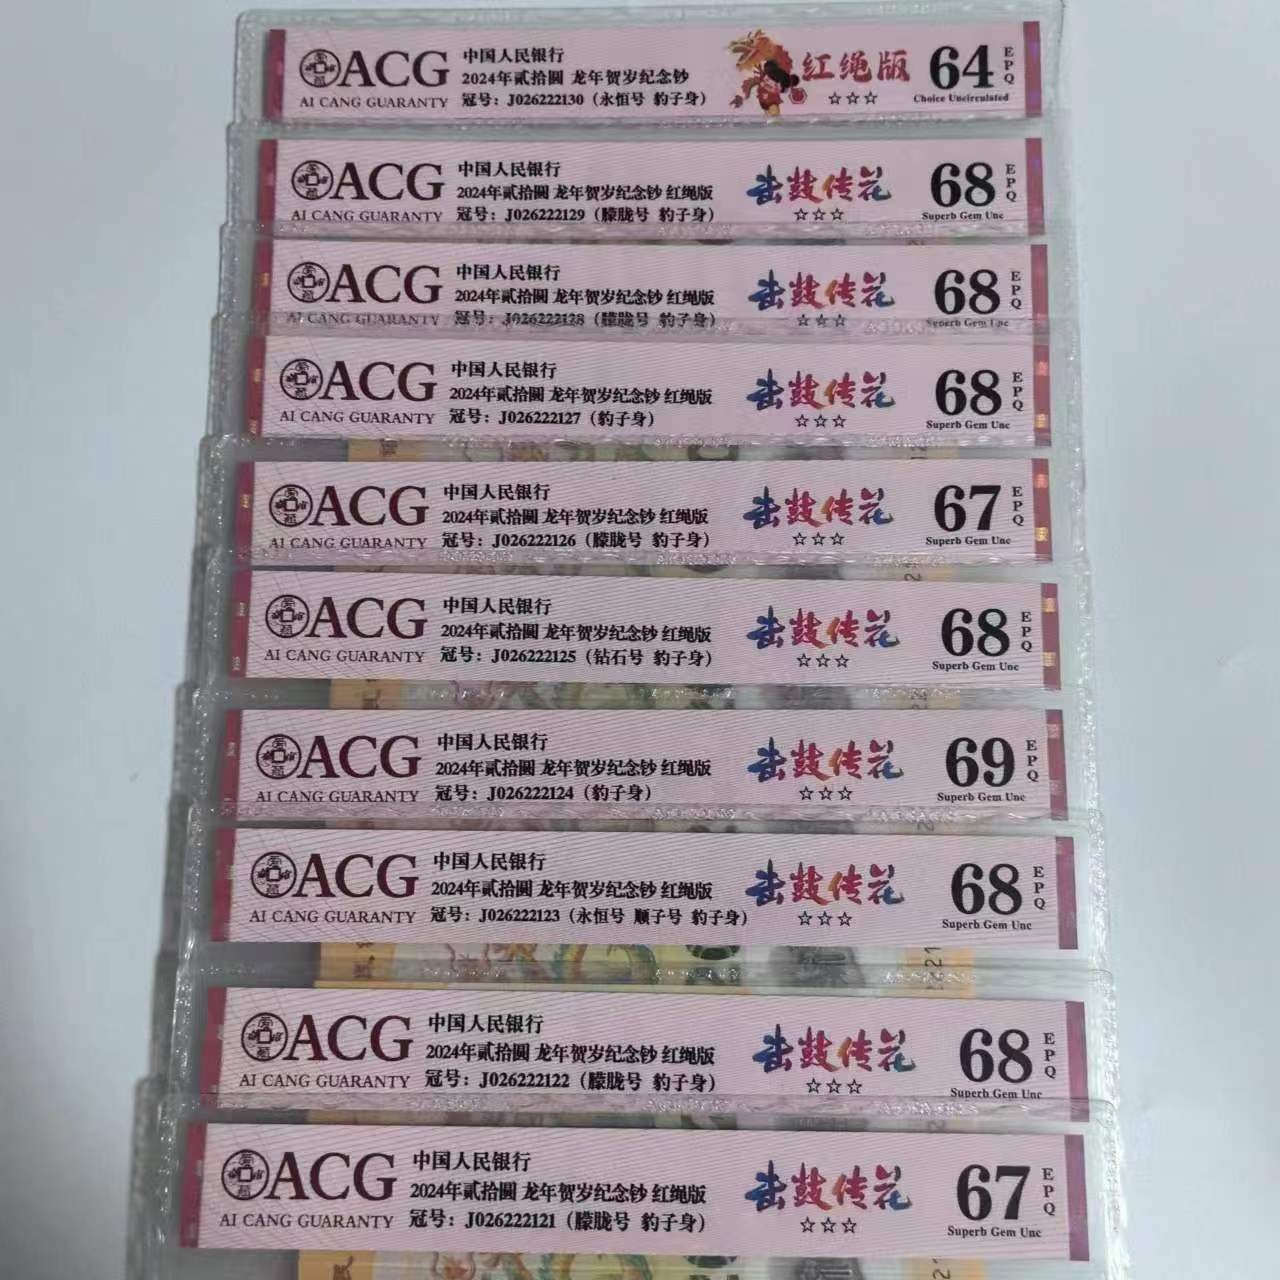 ACG
AI CANG GUARANTY
中国人民银行
2024年贰拾圆 龙年贺岁纪念钞
冠号：J026222130（永恒号 豹子身）
红绳版
☆☆☆
64 EPQ
Choice Uncirculated
ACG
AI CANG GUARANTY
中国人民银行
2024年贰拾圆 龙年贺岁纪念钞 红绳版
冠号：J026222129（朦胧号 豹子身）
击鼓传花
☆☆☆
68 EPQ
Superb Gem Unc
ACG
AI CANG GUARANTY
中国人民银行
2024年贰拾圆 龙年贺岁纪念钞 红绳版
冠号：J026222128（朦胧号 豹子身）
击鼓传花
☆☆☆
68 EPQ
Superb Gem Unc
ACG
AI CANG GUARANTY
中国人民银行
2024年贰拾圆 龙年贺岁纪念钞 红绳版
冠号：J026222127（豹子身）
击鼓传花
☆☆☆
68 EPQ
Superb Gem Unc
ACG
AI CANG GUARANTY
中国人民银行
2024年贰拾圆 龙年贺岁纪念钞 红绳版
冠号：J026222126（朦胧号 豹子身）
击鼓传花
☆☆☆
67 EPQ
Superb Gem Unc
ACG
AI CANG GUARANTY
中国人民银行
2024年贰拾圆 龙年贺岁纪念钞 红绳版
冠号：J026222125（钻石号 豹子身）
击鼓传花
☆☆☆
68 EPQ
Superb Gem Unc
ACG
AI CANG GUARANTY
中国人民银行
2024年贰拾圆 龙年贺岁纪念钞 红绳版
冠号：J026222124（豹子身）
击鼓传花
☆☆☆
69 EPQ
Superb Gem Unc
ACG
AI CANG GUARANTY
中国人民银行
2024年贰拾圆 龙年贺岁纪念钞 红绳版
冠号：J026222123（永恒号 顺子号 豹子身）
击鼓传花
☆☆☆
68 EPQ
Superb Gem Unc
ACG
AI CANG GUARANTY
中国人民银行
2024年贰拾圆 龙年贺岁纪念钞 红绳版
冠号：J026222122（朦胧号 豹子身）
击鼓传花
☆☆☆
68 EPQ
Superb Gem Unc
ACG
AI CANG GUARANTY
中国人民银行
2024年贰拾圆 龙年贺岁纪念钞 红绳版
冠号：J026222121（朦胧号 豹子身）
击鼓传花
☆☆☆
67 EPQ
Superb Gem Unc